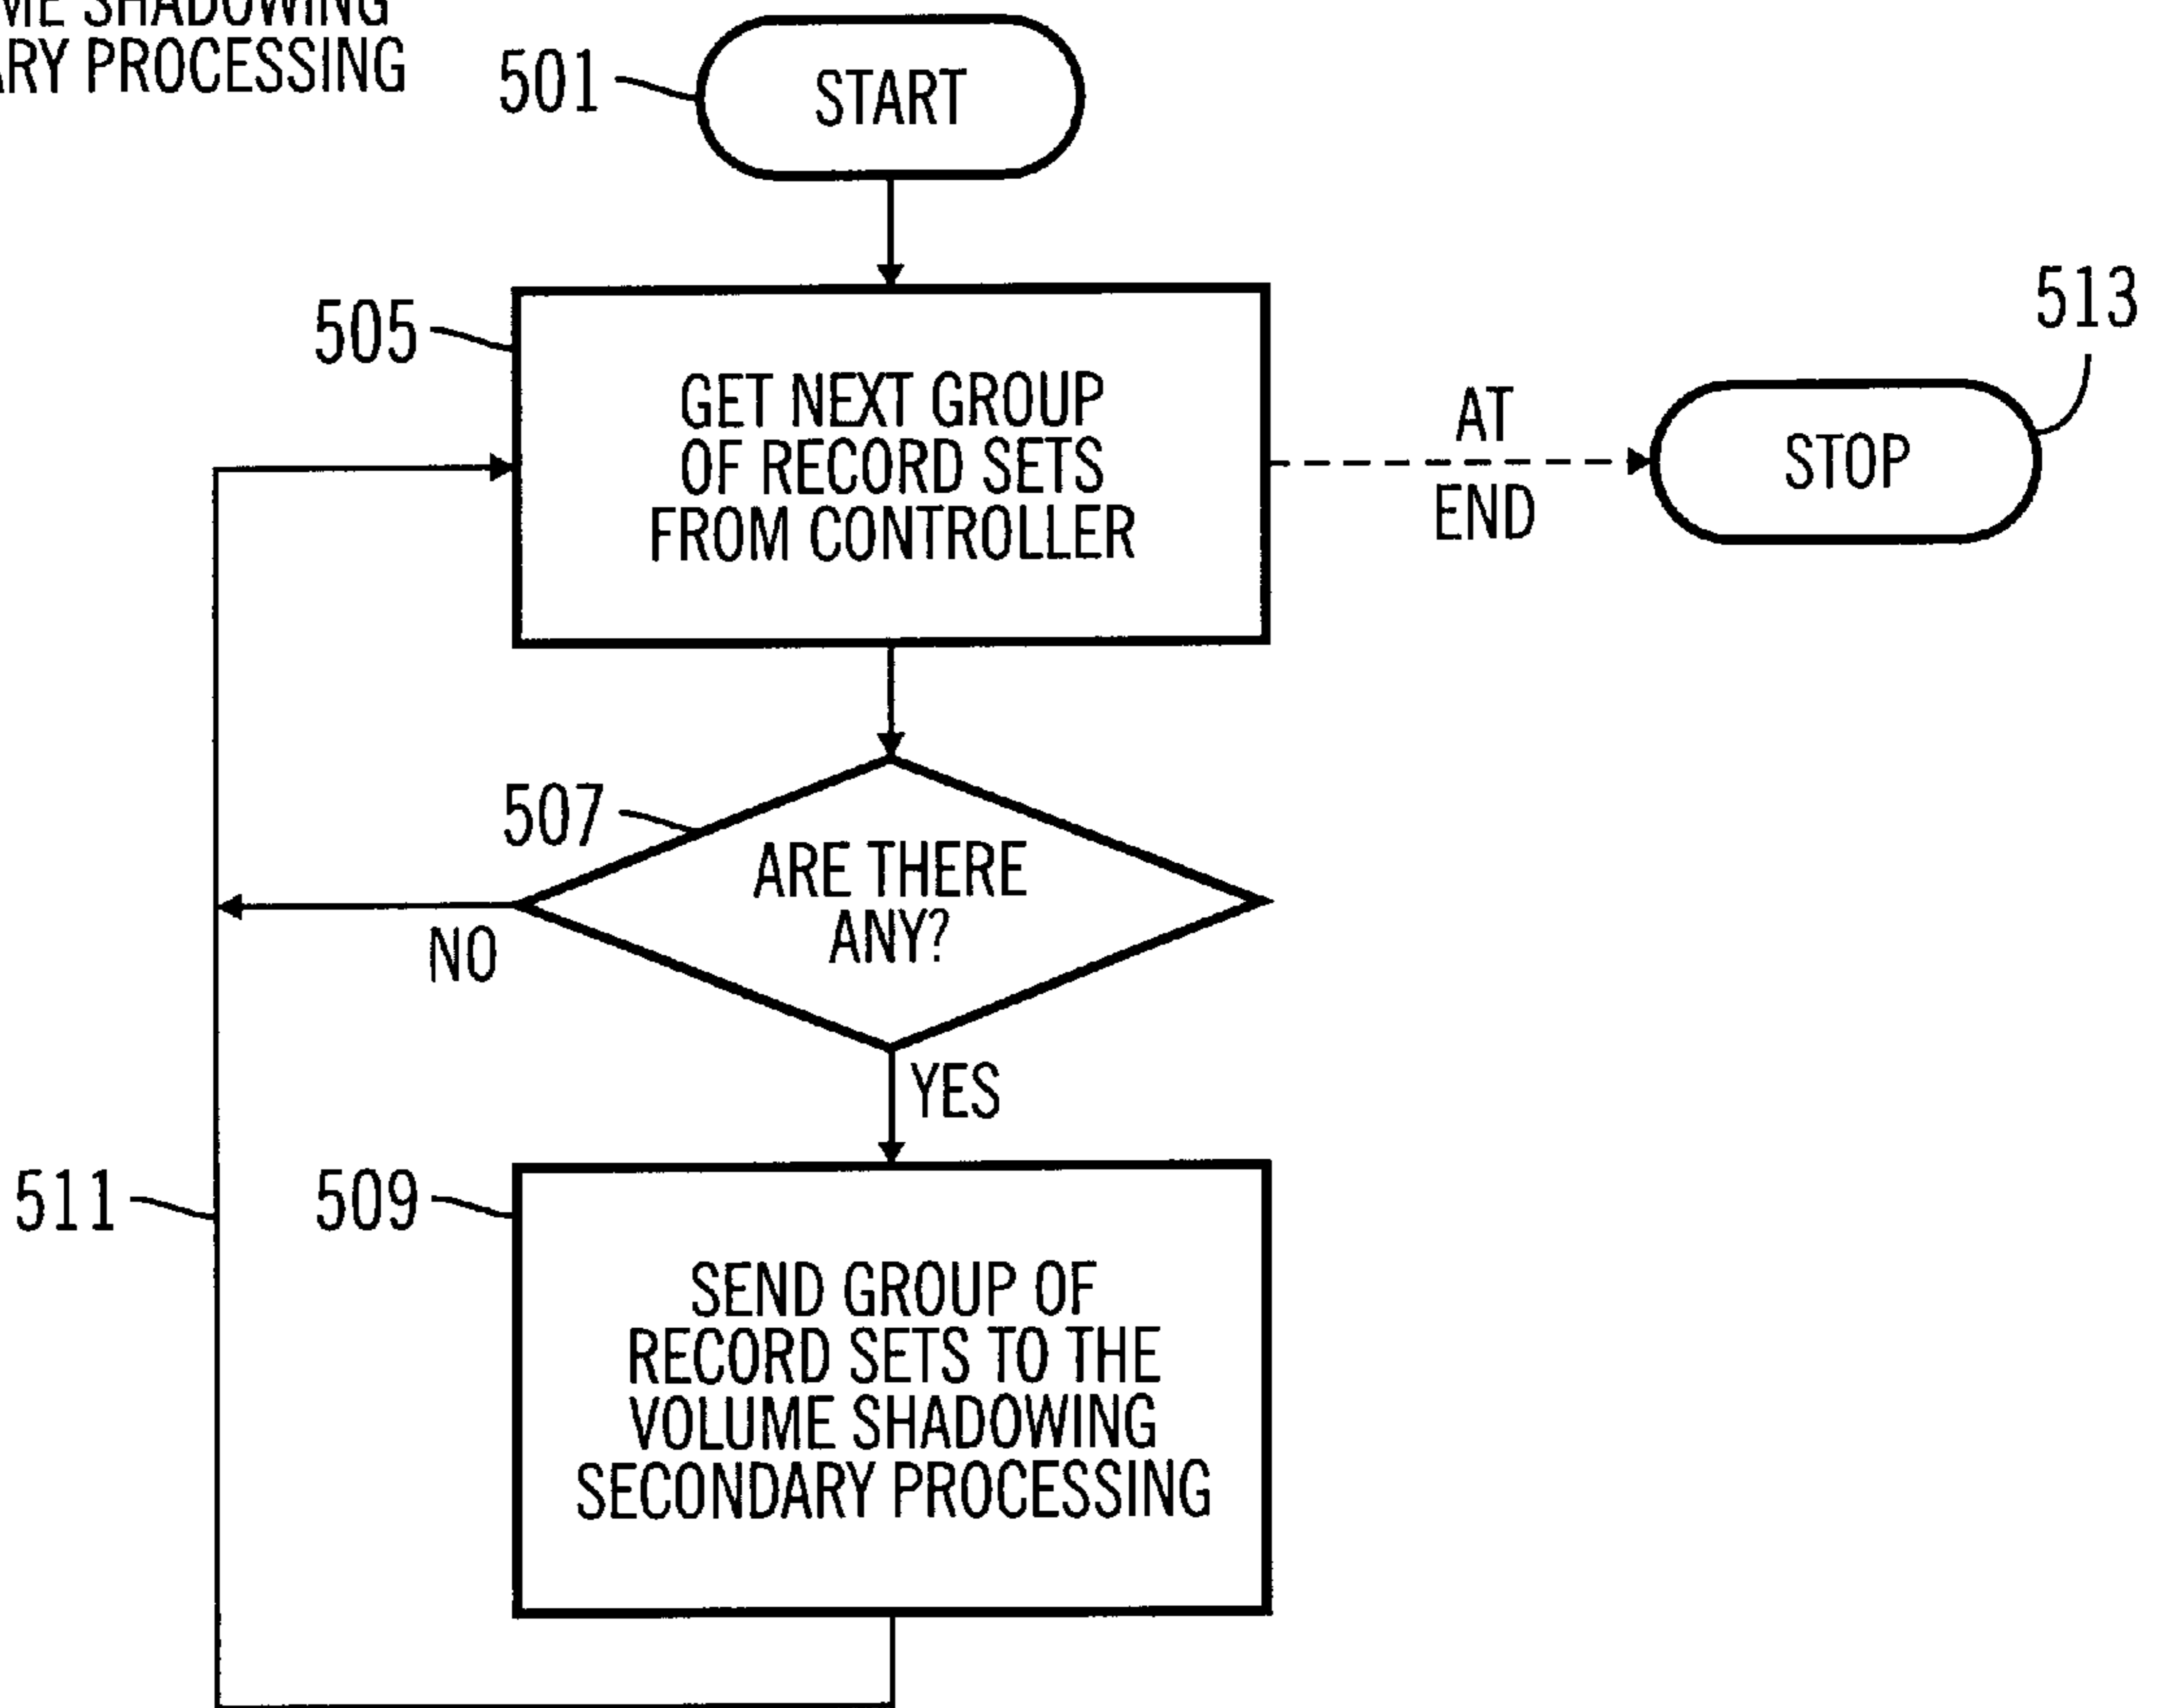 SHADOWING
PROCESSING
501
START
505
GET NEXT GROUP
OF RECORD SETS
FROM CONTROLLER
AT
END
513
STOP
507
ARE THERE
ANY?
NO
YES
511
509
SEND GROUP OF
RECORD SETS TO THE
VOLUME SHADOWING
SECONDARY PROCESSING